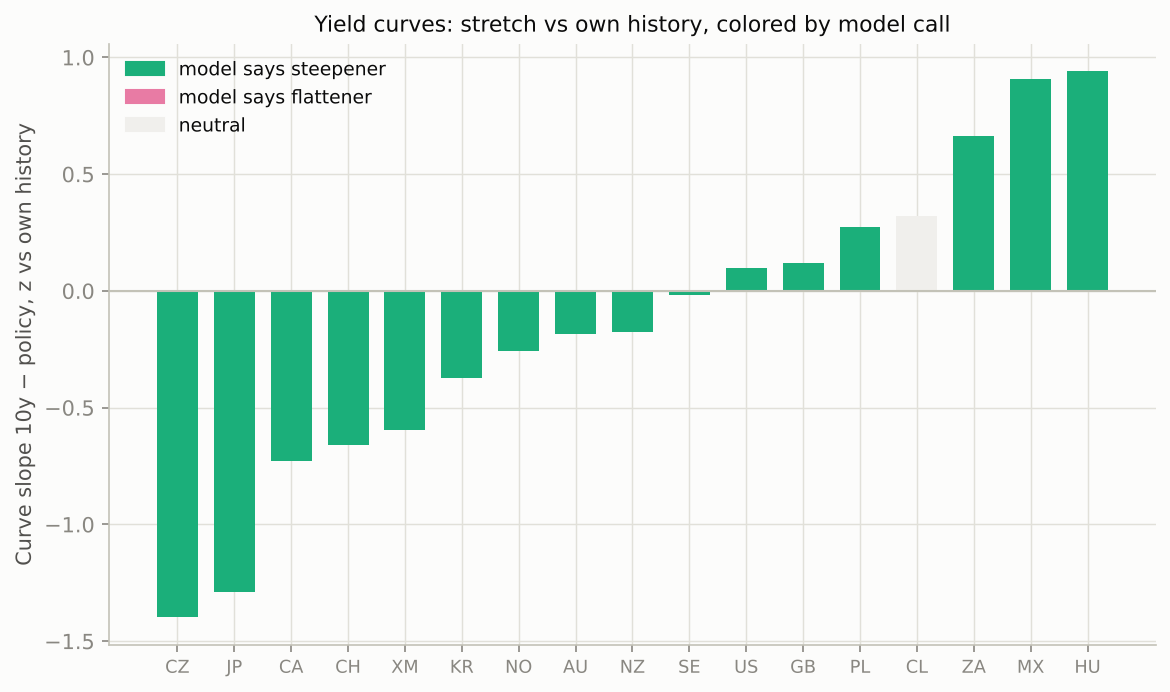 Yield curves: stretch vs own history, colored by model call
model says steepener
model says flattener
neutral
Curve slope 10y − policy, z vs own history
1.0
0.5
0.0
−0.5
−1.0
−1.5
CZ JP CA CH XM KR NO AU NZ SE US GB PL CL ZA MX HU